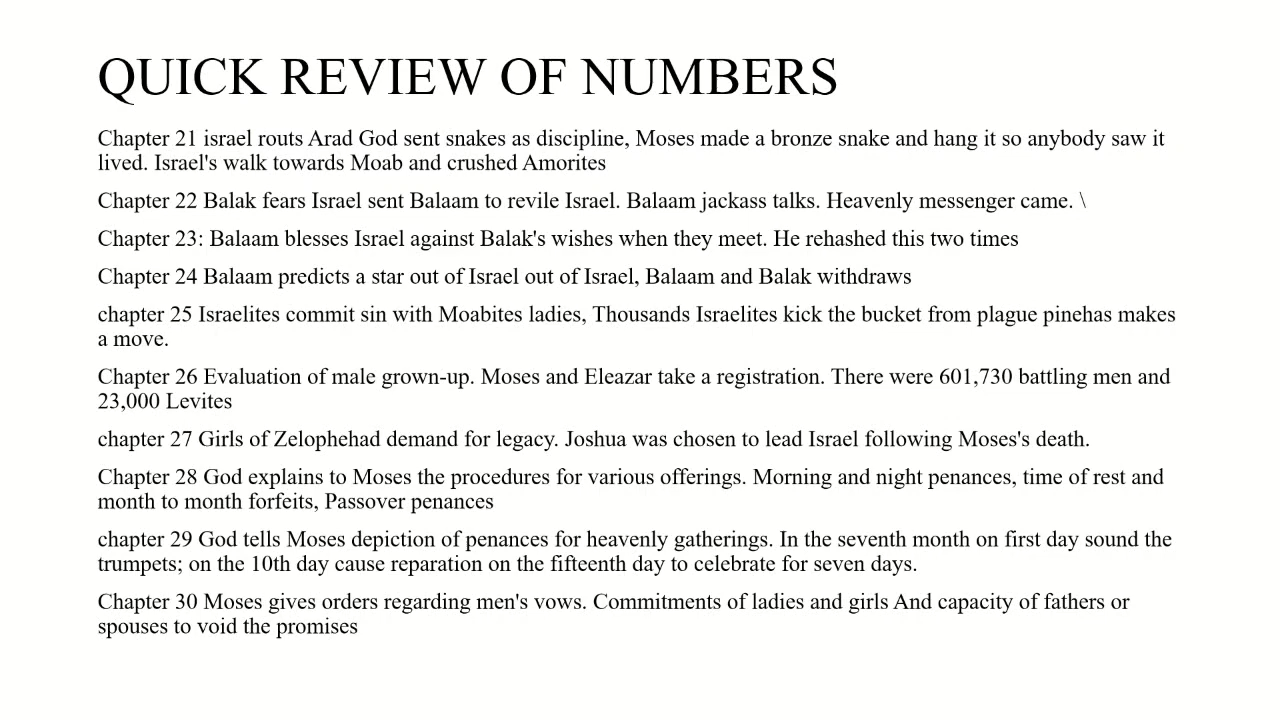 QUICK REVIEW OF NUMBERS
Chapter 21 israel routs Arad God sent snakes as discipline, Moses made a bronze snake and hang it so anybody saw it
lived. Israel's walk towards Moab and crushed Amorites
Chapter 22 Balak fears Israel sent Balaam to revile Israel. Balaam jackass talks. Heavenly messenger came. \
Chapter 23: Balaam blesses Israel against Balak's wishes when they meet. He rehashed this two times
Chapter 24 Balaam predicts a star out of Israel out of Israel, Balaam and Balak withdraws
chapter 25 Israelites commit sin with Moabites ladies, Thousands Israelites kick the bucket from plague pinehas makes
a move.
Chapter 26 Evaluation of male grown-up. Moses and Eleazar take a registration. There were 601,730 battling men and
23,000 Levites
chapter 27 Girls of Zelophehad demand for legacy. Joshua was chosen to lead Israel following Moses's death.
Chapter 28 God explains to Moses the procedures for various offerings. Morning and night penances, time of rest and
month to month forfeits, Passover penances
chapter 29 God tells Moses depiction of penances for heavenly gatherings. In the seventh month on first day sound the
trumpets; on the 10th day cause reparation on the fifteenth day to celebrate for seven days.
Chapter 30 Moses gives orders regarding men's vows. Commitments of ladies and girls And capacity of fathers or
spouses to void the promises